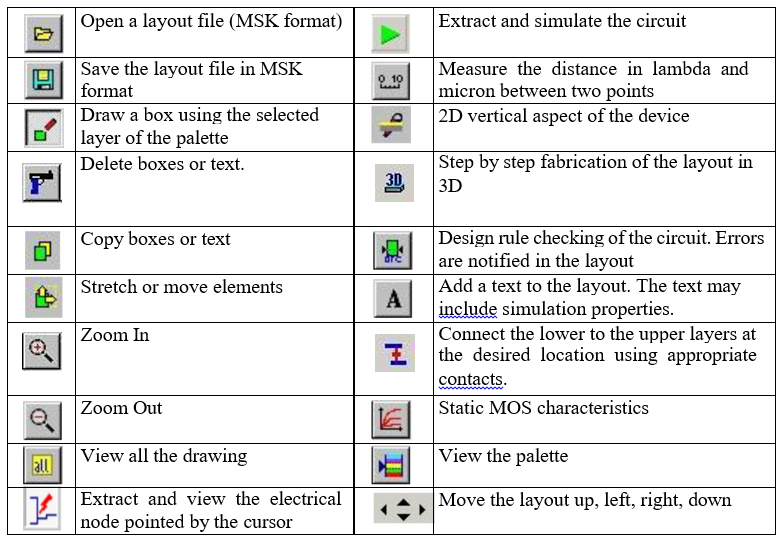 Open a layout file (MSK format)
Extract and simulate the circuit
Save the layout file in MSK
format
0 10
Measure the distance in lambda and
micron between two points
Draw a box using the selected
layer of the palette
2D vertical aspect of the device
Delete boxes or text.
3D
Step by step fabrication of the layout in
3D
Copy boxes or text
drc
Design rule checking of the circuit. Errors
are notified in the layout
Stretch or move elements
A
Add a text to the layout. The text may
include simulation properties.
Zoom In
Connect the lower to the upper layers at
the desired location using appropriate
contacts.
Zoom Out
Static MOS characteristics
all
View all the drawing
View the palette
Extract and view the electrical
node pointed by the cursor
Move the layout up, left, right, down